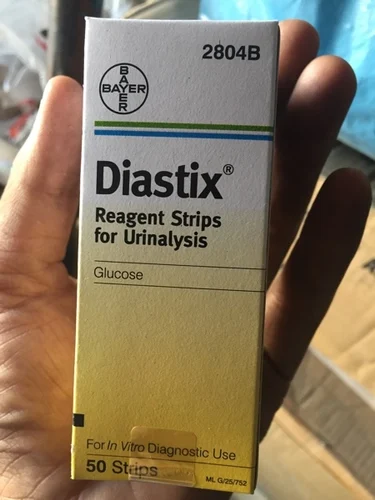 2804B
BAYER
BAYER
Diastix®
Reagent Strips
for Urinalysis
Glucose
For In Vitro Diagnostic Use
50 Strips
ML G/25/752